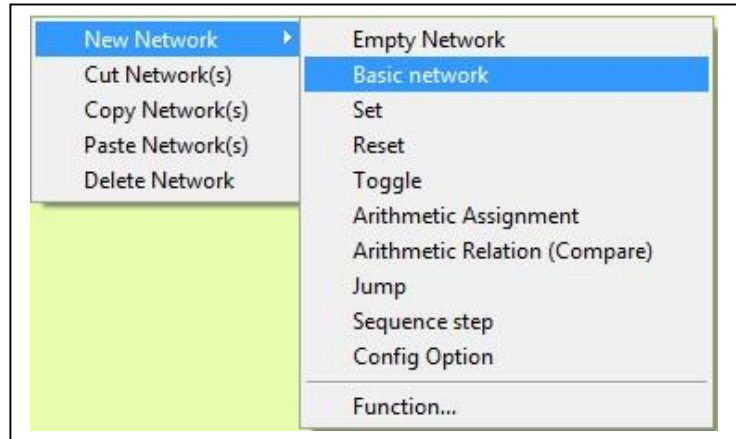 New Network
Cut Network(s)
Copy Network(s)
Paste Network(s)
Delete Network
Empty Network
Basic network
Set
Reset
Toggle
Arithmetic Assignment
Arithmetic Relation (Compare)
Jump
Sequence step
Config Option
Function...